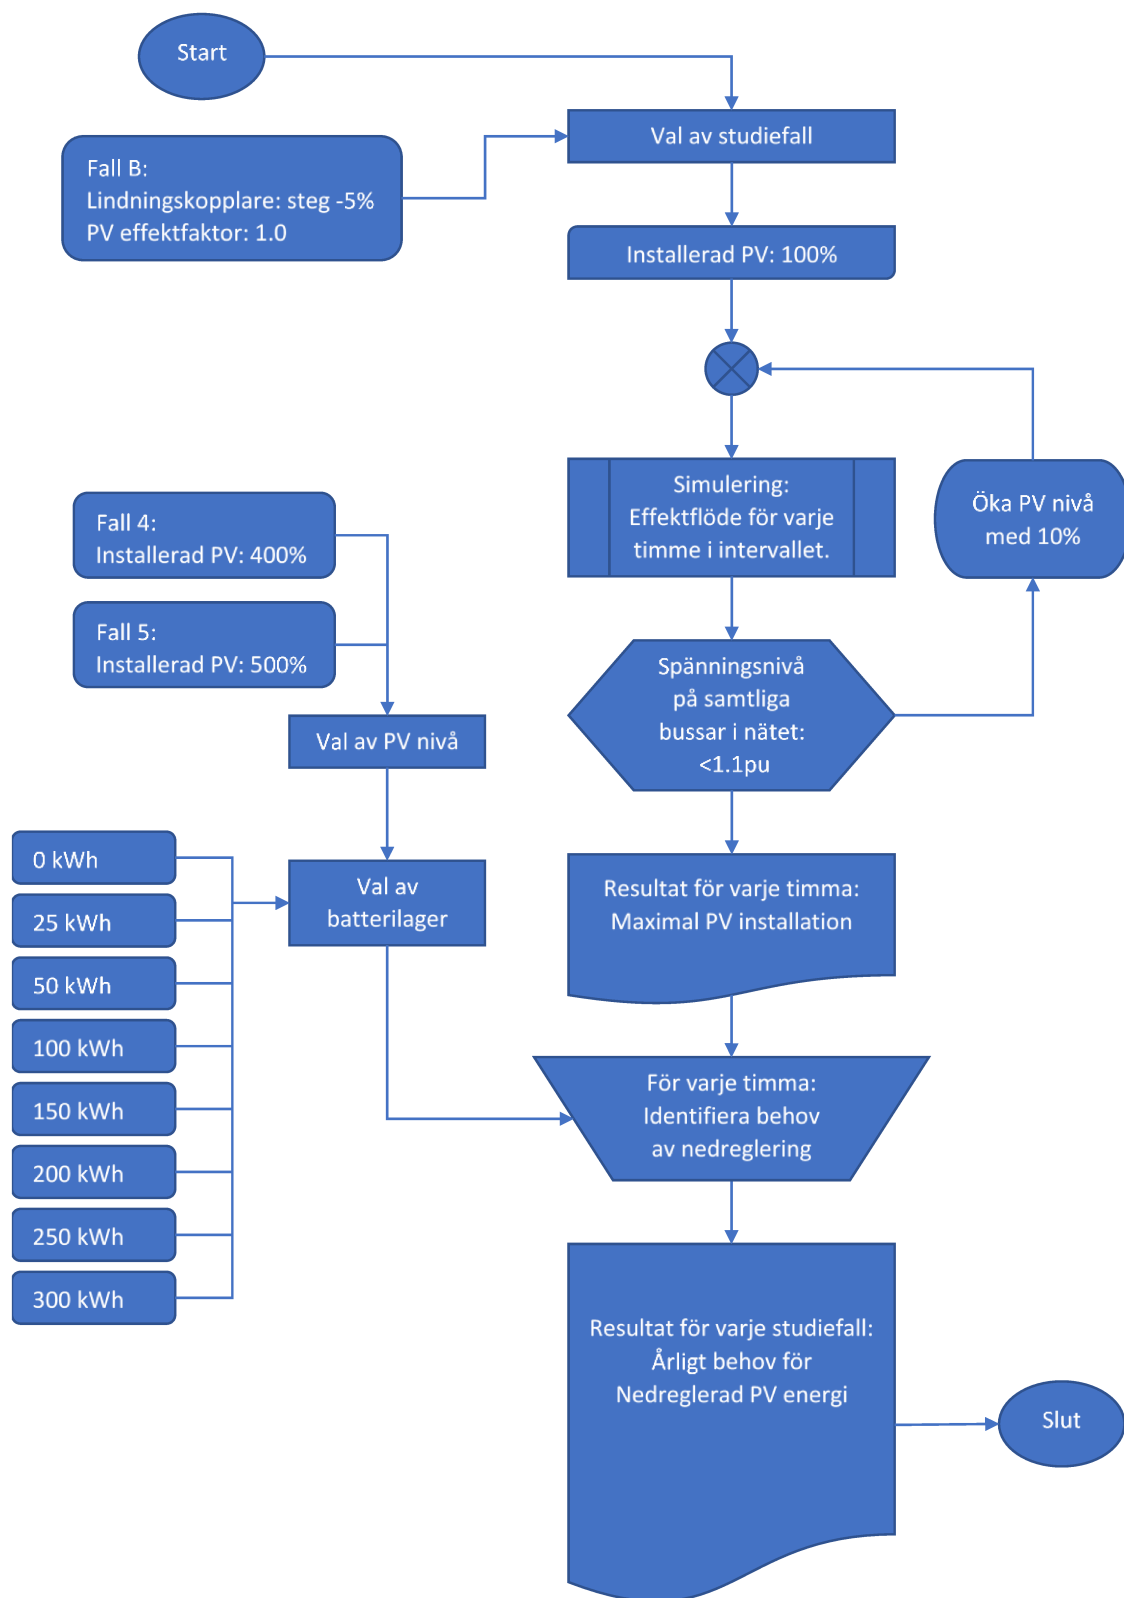 Start
Val av studiefall
Fall B:
Lindningskopplare: steg -5%
PV effektfaktor: 1.0
Installerad PV: 100%
Simulering:
Effektflöde för varje
timme i intervallet.
Öka PV nivå
med 10%
Fall 4:
Installerad PV: 400%
Fall 5:
Installerad PV: 500%
Spänningsnivå
på samtliga
bussar i nätet:
<1.1pu
Val av PV nivå
0 kWh
25 kWh
50 kWh
100 kWh
150 kWh
200 kWh
250 kWh
300 kWh
Val av
batterilager
Resultat för varje timma:
Maximal PV installation
För varje timma:
Identifiera behov
av nedreglering
Resultat för varje studiefall:
Årligt behov för
Nedreglerad PV energi
Slut